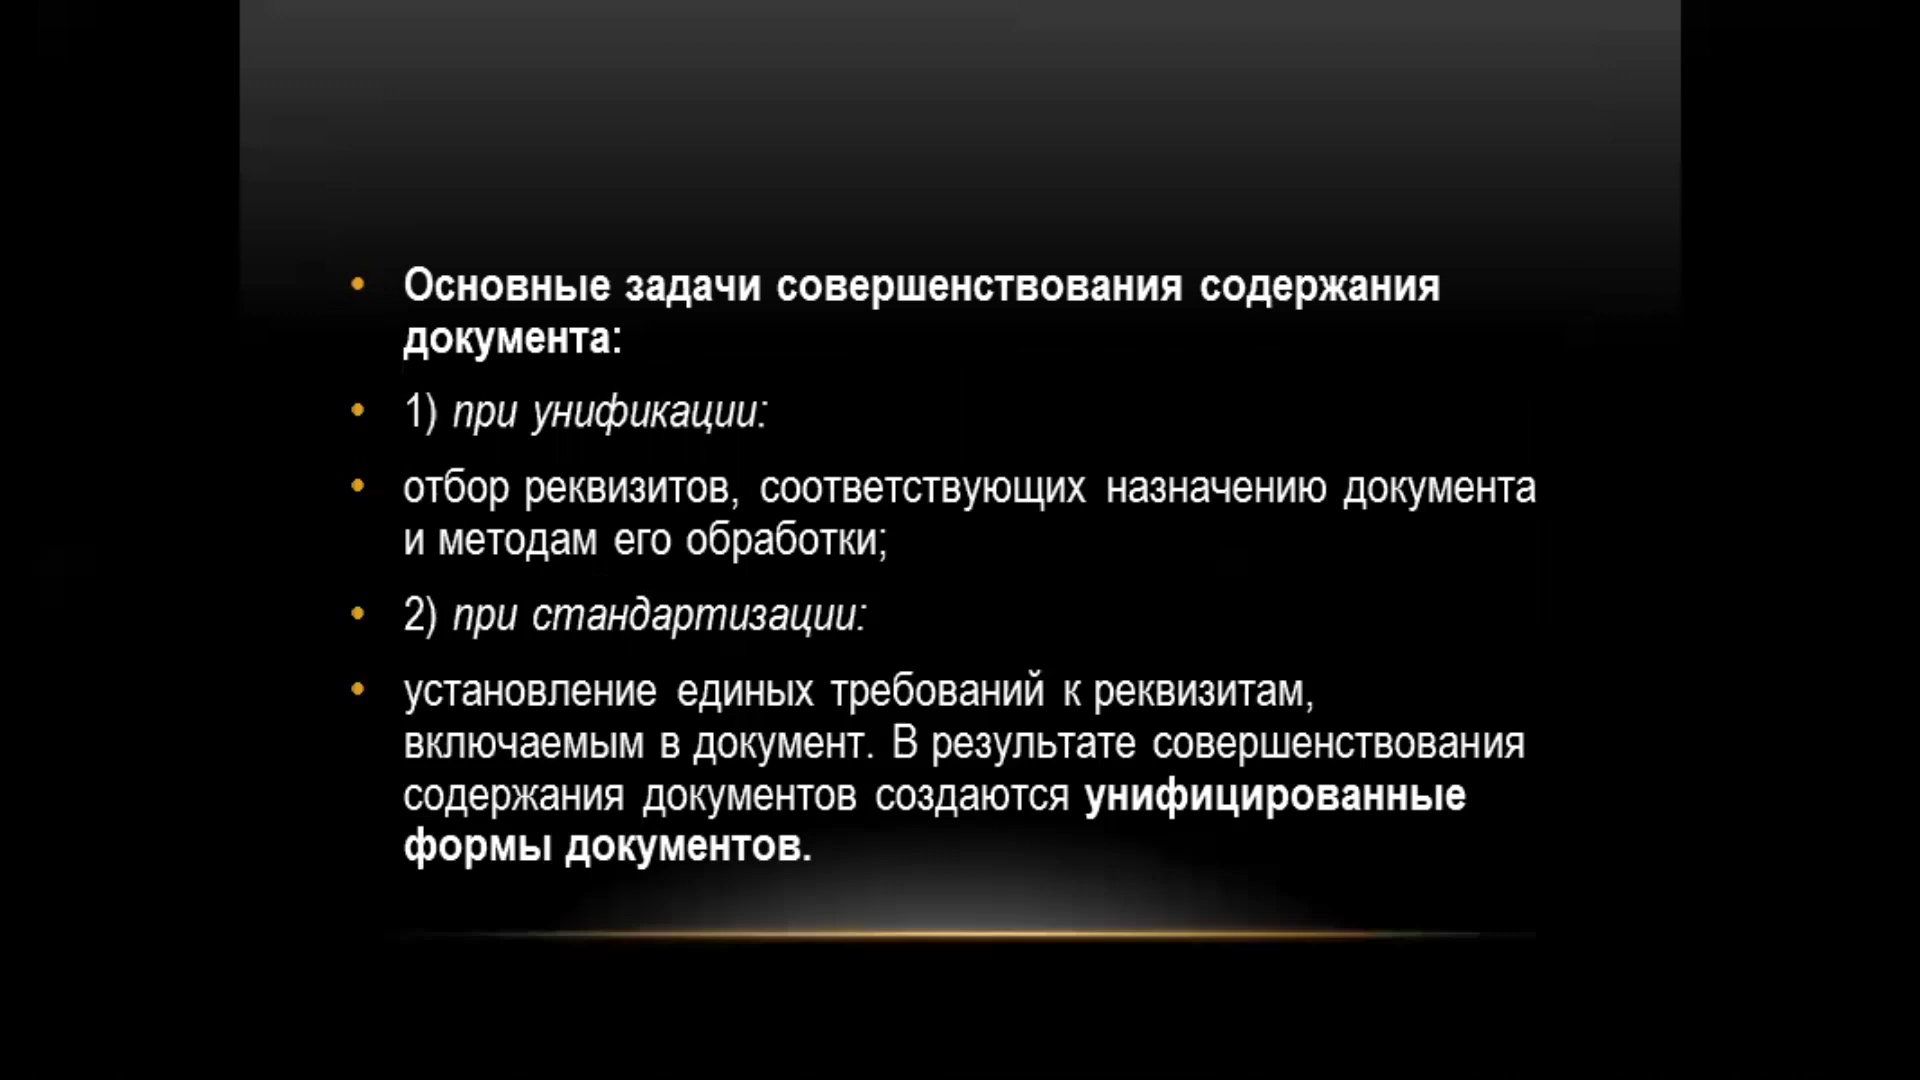 • Основные задачи совершенствования содержания
документа:
• 1) при унификации:
• отбор реквизитов, соответствующих назначению документа
и методам его обработки;
• 2) при стандартизации:
• установление единых требований к реквизитам,
включаемым в документ. В результате совершенствования
содержания документов создаются унифицированные
формы документов.